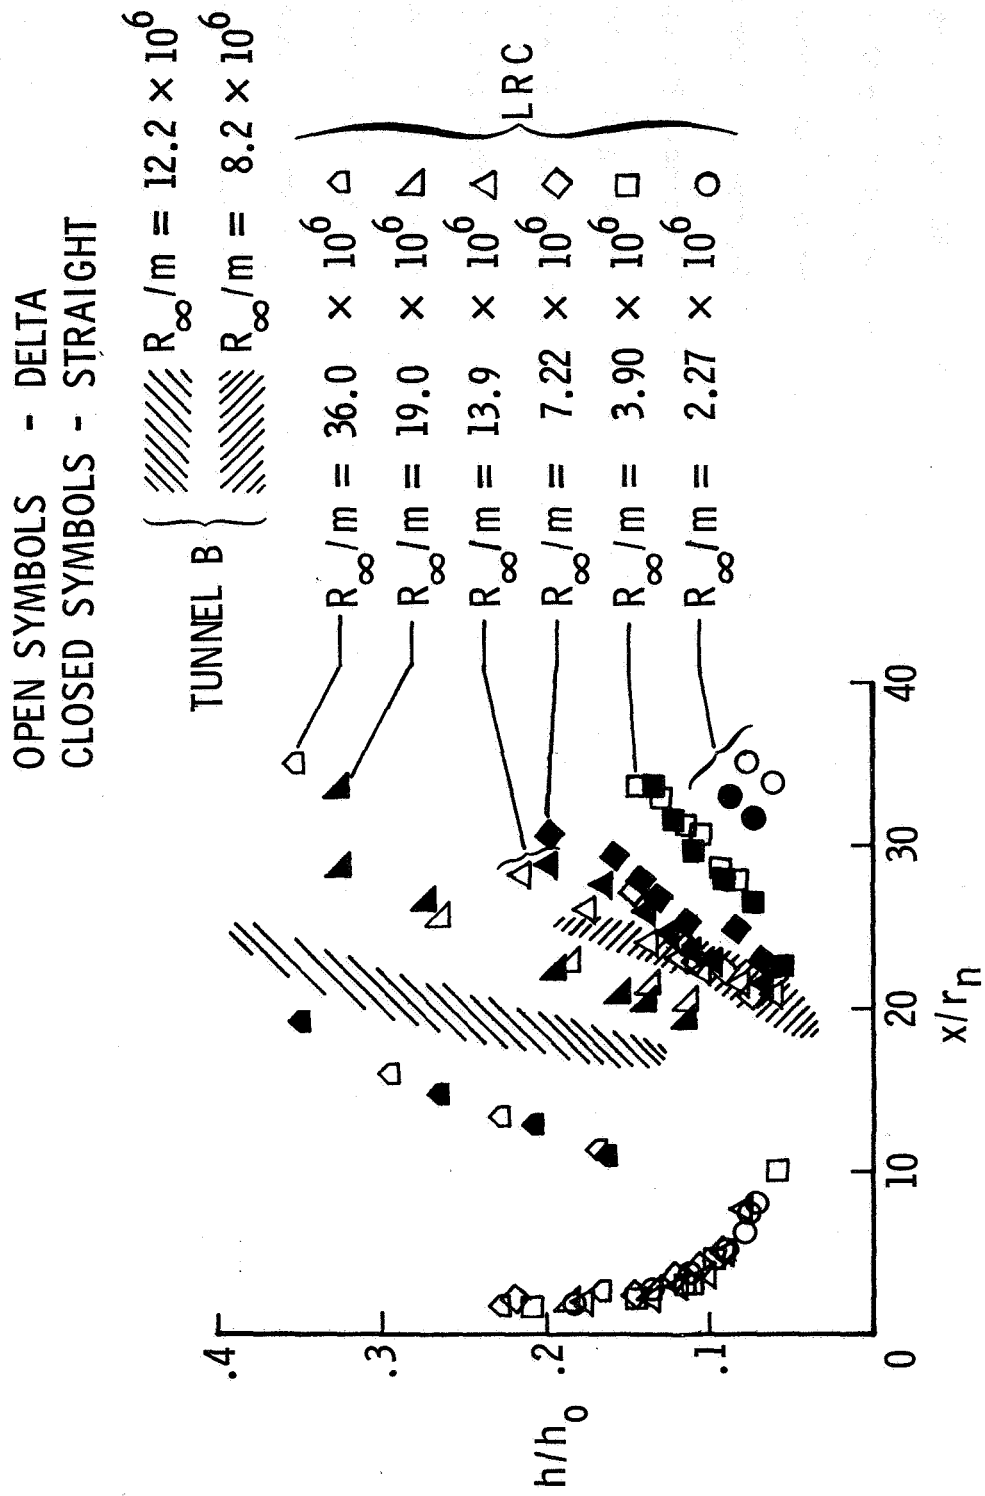 OPEN SYMBOLS - DELTA
CLOSED SYMBOLS - STRAIGHT
TUNNEL B
R∞/m = 12.2 × 10⁶
R∞/m = 8.2 × 10⁶
R∞/m = 36.0 × 10⁶
R∞/m = 19.0 × 10⁶
R∞/m = 13.9 × 10⁶
R∞/m = 7.22 × 10⁶
R∞/m = 3.90 × 10⁶
R∞/m = 2.27 × 10⁶
LRC
h/h₀
.4
.3
.2
.1
0
10
20
30
40
x/rₙ